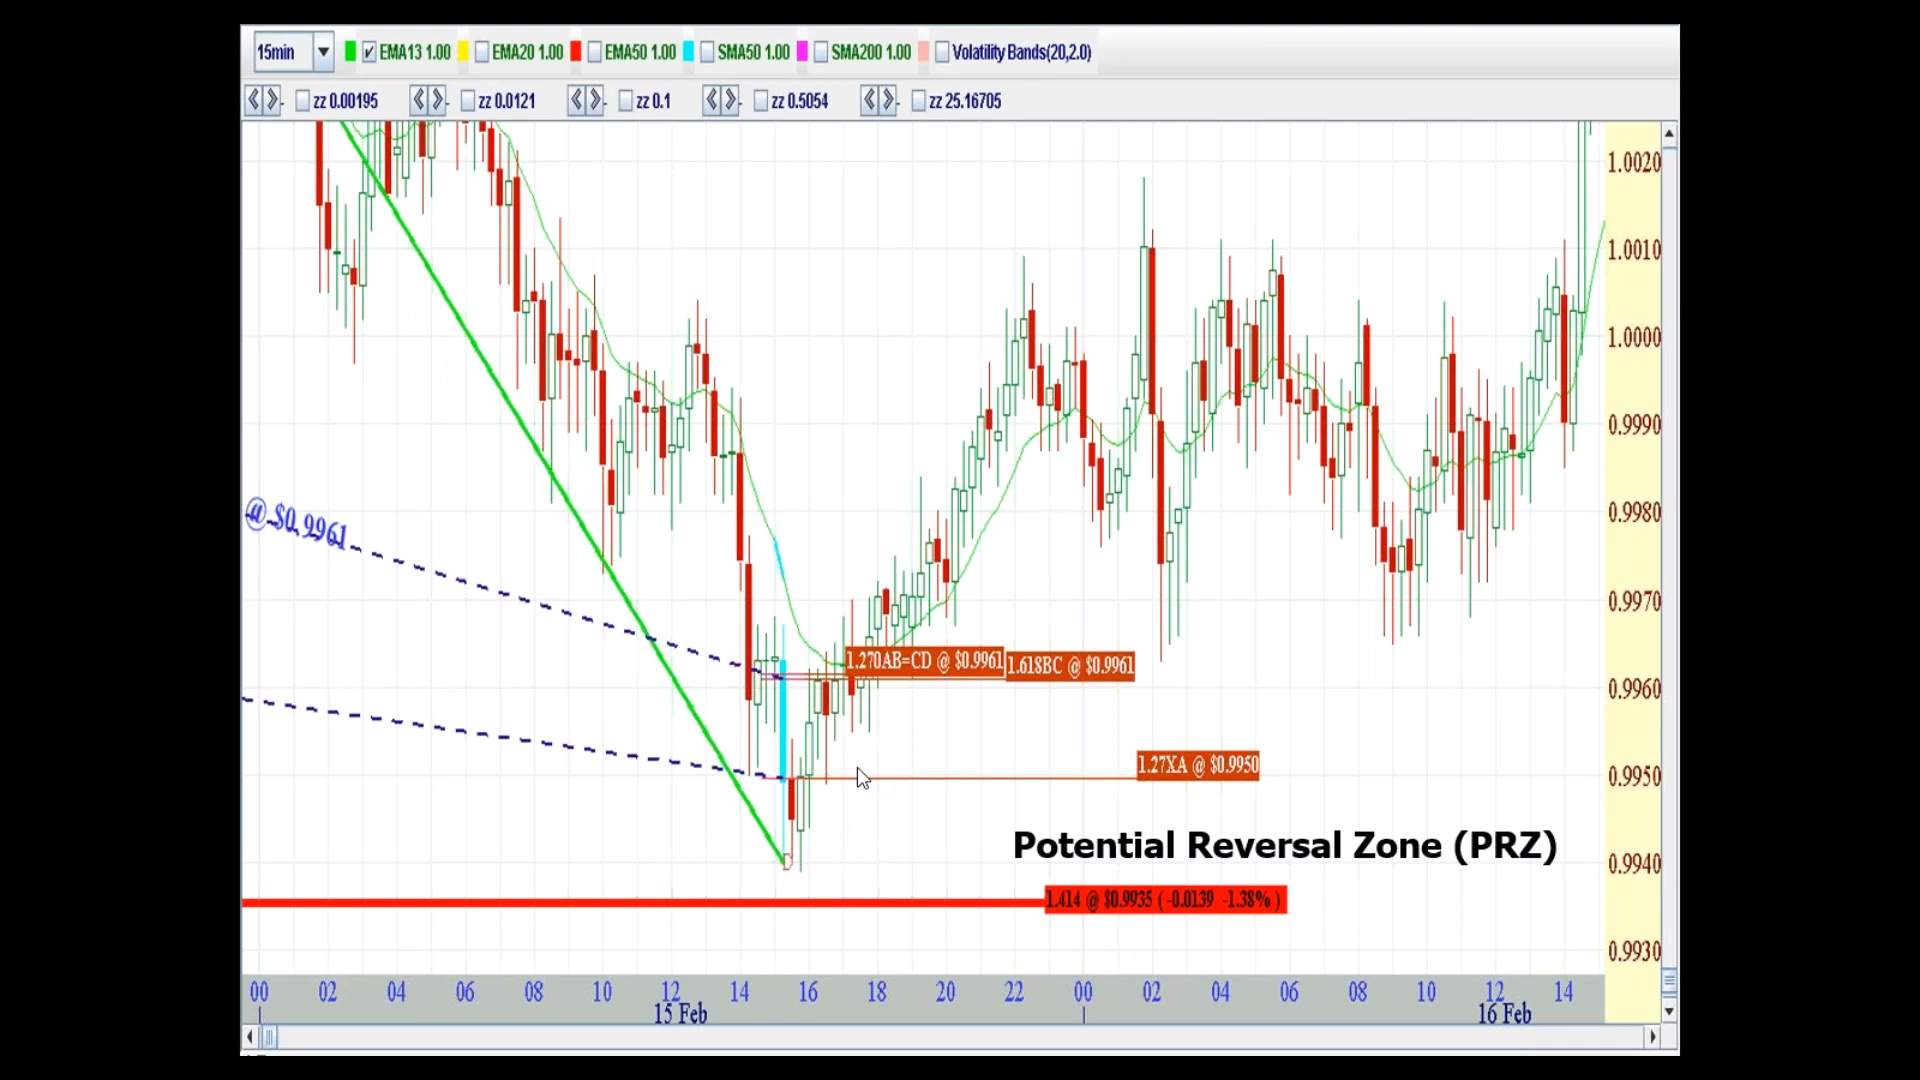 15min EMA13 1.00 EMA20 1.00 EMA50 1.00 SMA50 1.00 SMA200 1.00 Volatility Bands(20,2.0)
zz 0.00195 zz 0.0121 zz 0.1 zz 0.5054 zz 25.16705
1.0020
1.0010
1.0000
0.9990
0.9980
@ $0.9961
0.9970
1.270AB=CD @ $0.9961 1.618BC @ $0.9961
0.9960
1.27XA @ $0.9950
0.9950
Potential Reversal Zone (PRZ)
D
0.9940
1.414 @ $0.9935 ( -0.0139 -1.38% )
0.9930
00 02 04 06 08 10 12 14 16 18 20 22 00 02 04 06 08 10 12 14
15 Feb 16 Feb